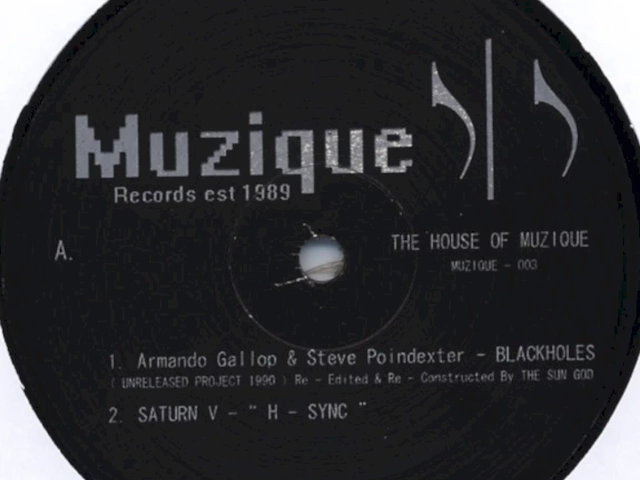 Muzique
Records est 1989
A.
THE HOUSE OF MUZIQUE
MUZIQUE - 003
1. Armando Gallop & Steve Poindexter - BLACKHOLES
( UNRELEASED PROJECT 1990 ) Re - Edited & Re - Constructed By THE SUN GOD
2. SATURN V - " H - SYNC "